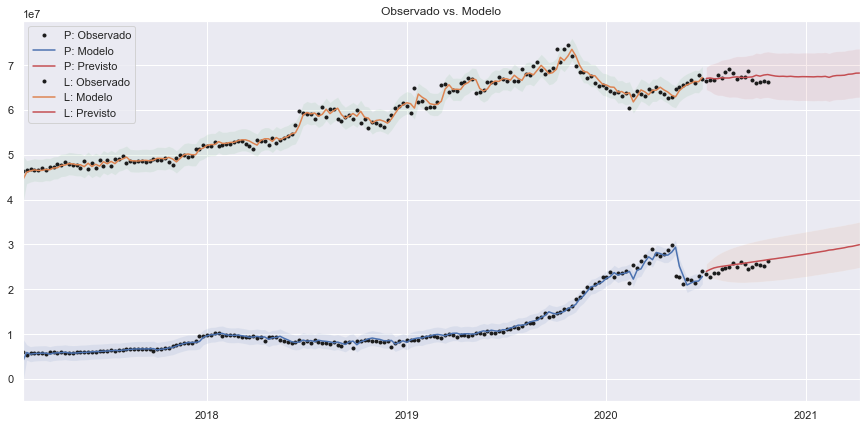 Observado vs. Modelo
1e7
P: Observado
P: Modelo
P: Previsto
L: Observado
L: Modelo
L: Previsto
7
6
5
4
3
2
1
0
2018 2019 2020 2021